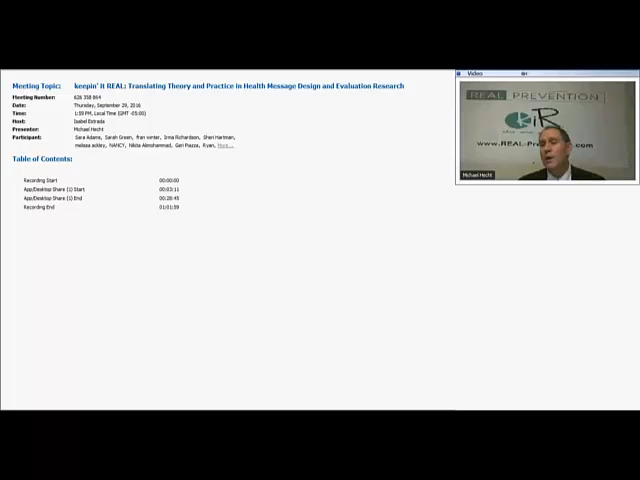 Meeting Topic: keepin' it REAL: Translating Theory and Practice in Health Message Design and Evaluation Research
Meeting Number: 626 358 864
Date: Thursday, September 29, 2016
Time: 1:59 PM, Local Time (GMT -05:00)
Host: Isabel Estrada
Presenter: Michael Hecht
Participant: Sara Adams, Sarah Green, fran winter, Irma Richardson, Sheri Hartman,
melissa ackley, NANCY, Nikita Alimohammad, Geri Piazza, Ryan, More...
Table of Contents:
Recording Start 00:00:00
App/Desktop Share (1) Start 00:03:11
App/Desktop Share (1) End 00:28:45
Recording End 01:01:59
Video
REAL PREVENTION
kiR
www.REAL-Pre
.com
Michael Hecht